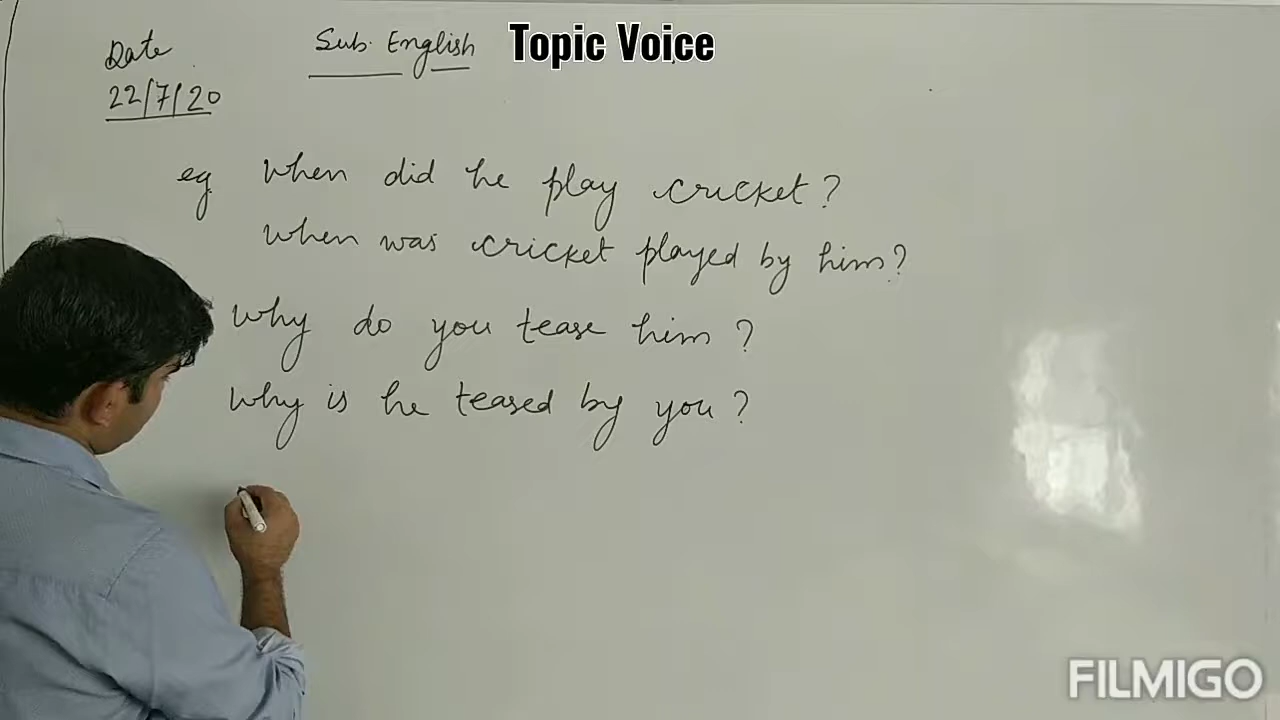 Date Sub. English Topic Voice
22/7/20
eg When did he play cricket?
When was cricket played by him?
Why do you tease him?
Why is he teased by you?
FILMIGO